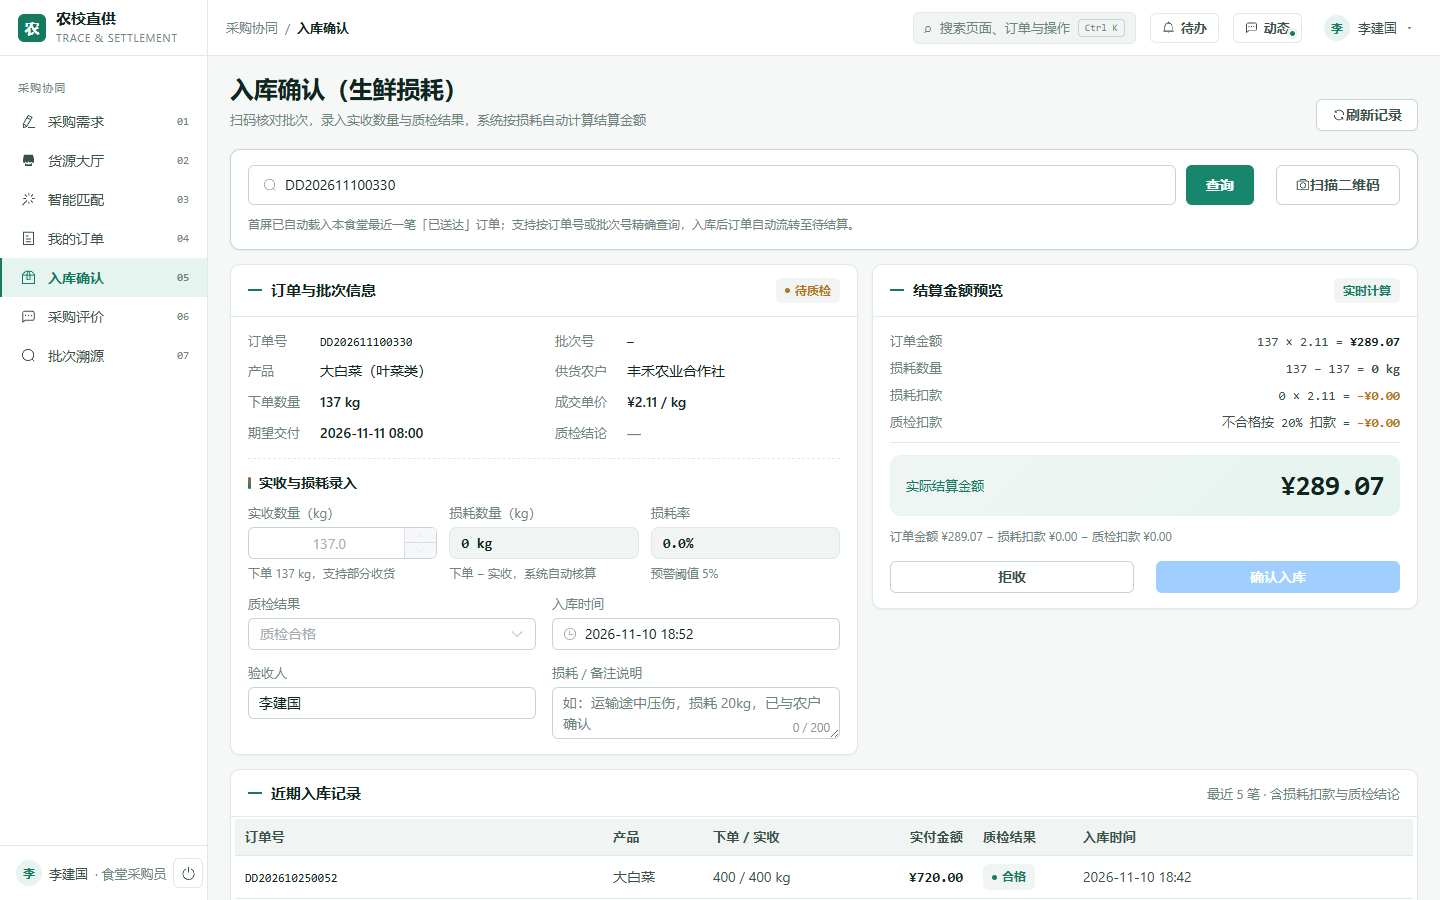 农 农校直供
TRACE & SETTLEMENT
采购协同 / 入库确认
搜索页面、订单与操作 Ctrl K
待办
动态
李 李建国
采购协同
采购需求 01
货源大厅 02
智能匹配 03
我的订单 04
入库确认 05
采购评价 06
批次溯源 07
李 李建国 · 食堂采购员
入库确认（生鲜损耗）
扫码核对批次，录入实收数量与质检结果，系统按损耗自动计算结算金额
刷新记录
DD202611100330
查询
扫描二维码
首屏已自动载入本食堂最近一笔「已送达」订单；支持按订单号或批次号精确查询，入库后订单自动流转至待结算。
订单与批次信息
待质检
订单号 DD202611100330 批次号 –
产品 大白菜（叶菜类） 供货农户 丰禾农业合作社
下单数量 137 kg 成交单价 ¥2.11 / kg
期望交付 2026-11-11 08:00 质检结论 —
实收与损耗录入
实收数量（kg） 损耗数量（kg） 损耗率
137.0 0 kg 0.0%
下单 137 kg，支持部分收货 下单 − 实收，系统自动核算 预警阈值 5%
质检结果 入库时间
质检合格 2026-11-10 18:52
验收人 损耗 / 备注说明
李建国
如：运输途中压伤，损耗 20kg，已与农户
确认
0 / 200
结算金额预览
实时计算
订单金额 137 × 2.11 = ¥289.07
损耗数量 137 − 137 = 0 kg
损耗扣款 0 × 2.11 = −¥0.00
质检扣款 不合格按 20% 扣款 = −¥0.00
实际结算金额 ¥289.07
订单金额 ¥289.07 − 损耗扣款 ¥0.00 − 质检扣款 ¥0.00
拒收
确认入库
近期入库记录
最近 5 笔 · 含损耗扣款与质检结论
订单号 产品 下单 / 实收 实付金额 质检结果 入库时间
DD202610250052 大白菜 400 / 400 kg ¥720.00 合格 2026-11-10 18:42